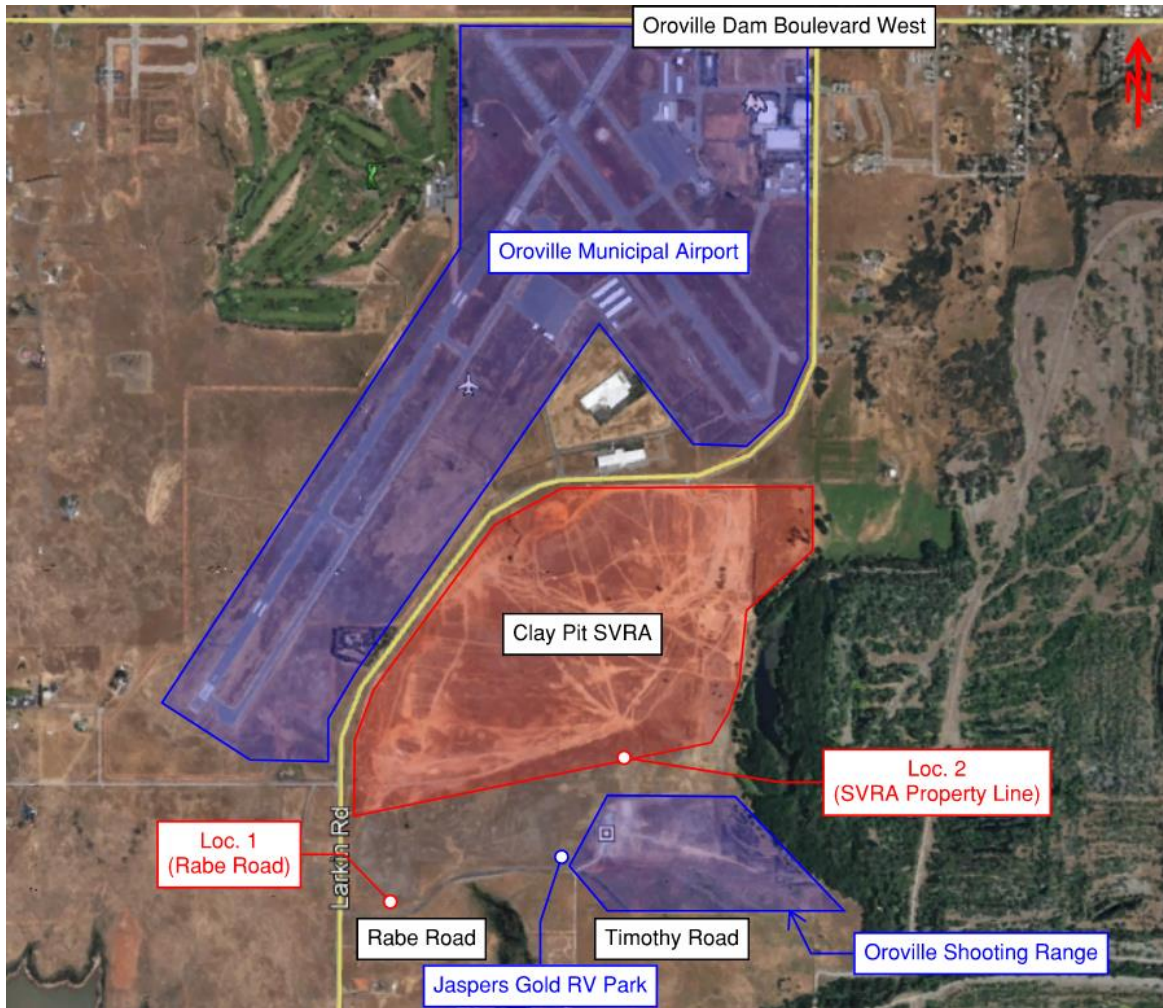 Oroville Dam Boulevard West
N
Oroville Municipal Airport
Clay Pit SVRA
Loc. 2
(SVRA Property Line)
Loc. 1
(Rabe Road)
Larkin Rd
Rabe Road
Timothy Road
Oroville Shooting Range
Jaspers Gold RV Park